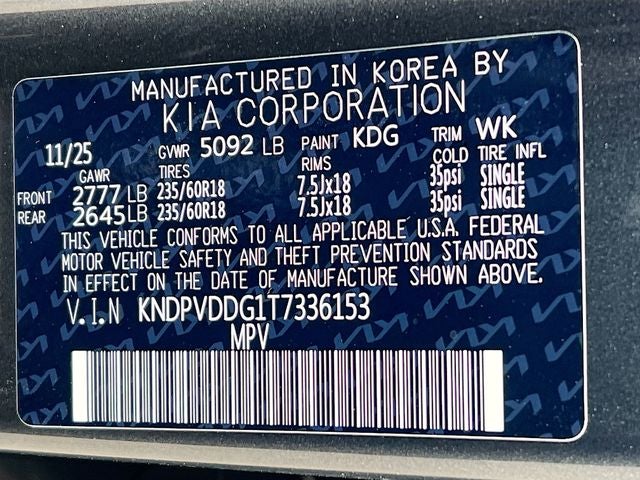 MANUFACTURED IN KOREA BY
KIA CORPORATION
11/25 GVWR 5092 LB PAINT KDG TRIM WK
GAWR TIRES RIMS COLD TIRE INFL
FRONT 2777 LB 235/60R18 7.5Jx18 35psi SINGLE
REAR 2645 LB 235/60R18 7.5Jx18 35psi SINGLE
THIS VEHICLE CONFORMS TO ALL APPLICABLE U.S.A. FEDERAL
MOTOR VEHICLE SAFETY AND THEFT PREVENTION STANDARDS
IN EFFECT ON THE DATE OF MANUFACTURE SHOWN ABOVE.
V.I.N KNDPVDDG1T7336153
MPV